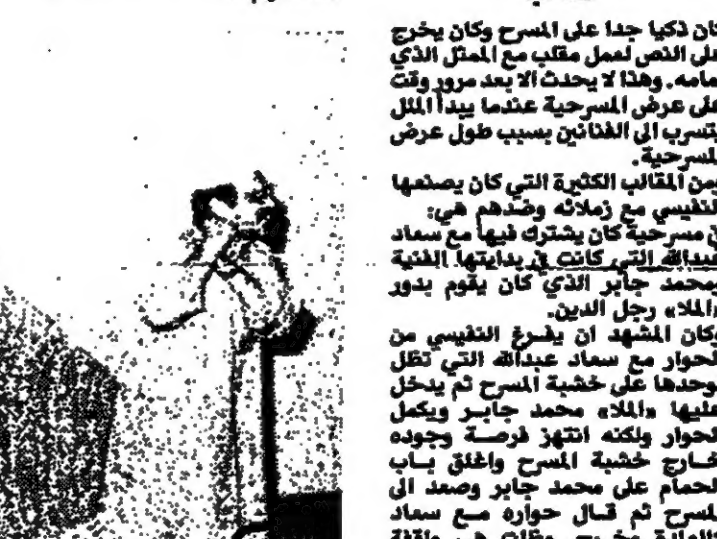 كان ذكيا جدا على المسرح وكان يخرج
على النص لعمل مقلب مع الممثل الذي
امامه. وهذا لا يحدث الا بعد مرور وقت
على عرض المسرحية عندما يبدأ الملل
يتسرب الى الفنانين بسبب طول عرض
المسرحية.
ومن المقالب الكثيرة التي كان يصنعها
النفيسي مع زملائه وضدهم هي:
في مسرحية كان يشترك فيها مع سعاد
عبدالله التي كانت في بدايتها الفنية
ومحمد جابر الذي كان يقوم بدور
«الملا» رجل الدين.
وكان المشهد ان يفرغ النفيسي من
الحوار مع سعاد عبدالله التي تظل
لوحدها على خشبة المسرح ثم يدخل
عليها «الملا» محمد جابر ويكمل
الحوار ولكنه انتهز فرصة وجوده
خارج خشبة المسرح واغلق باب
الحمام على محمد جابر وصعد الى
المسرح ثم قال حواره مع سعاد
وخرج وظلت هي واقفة